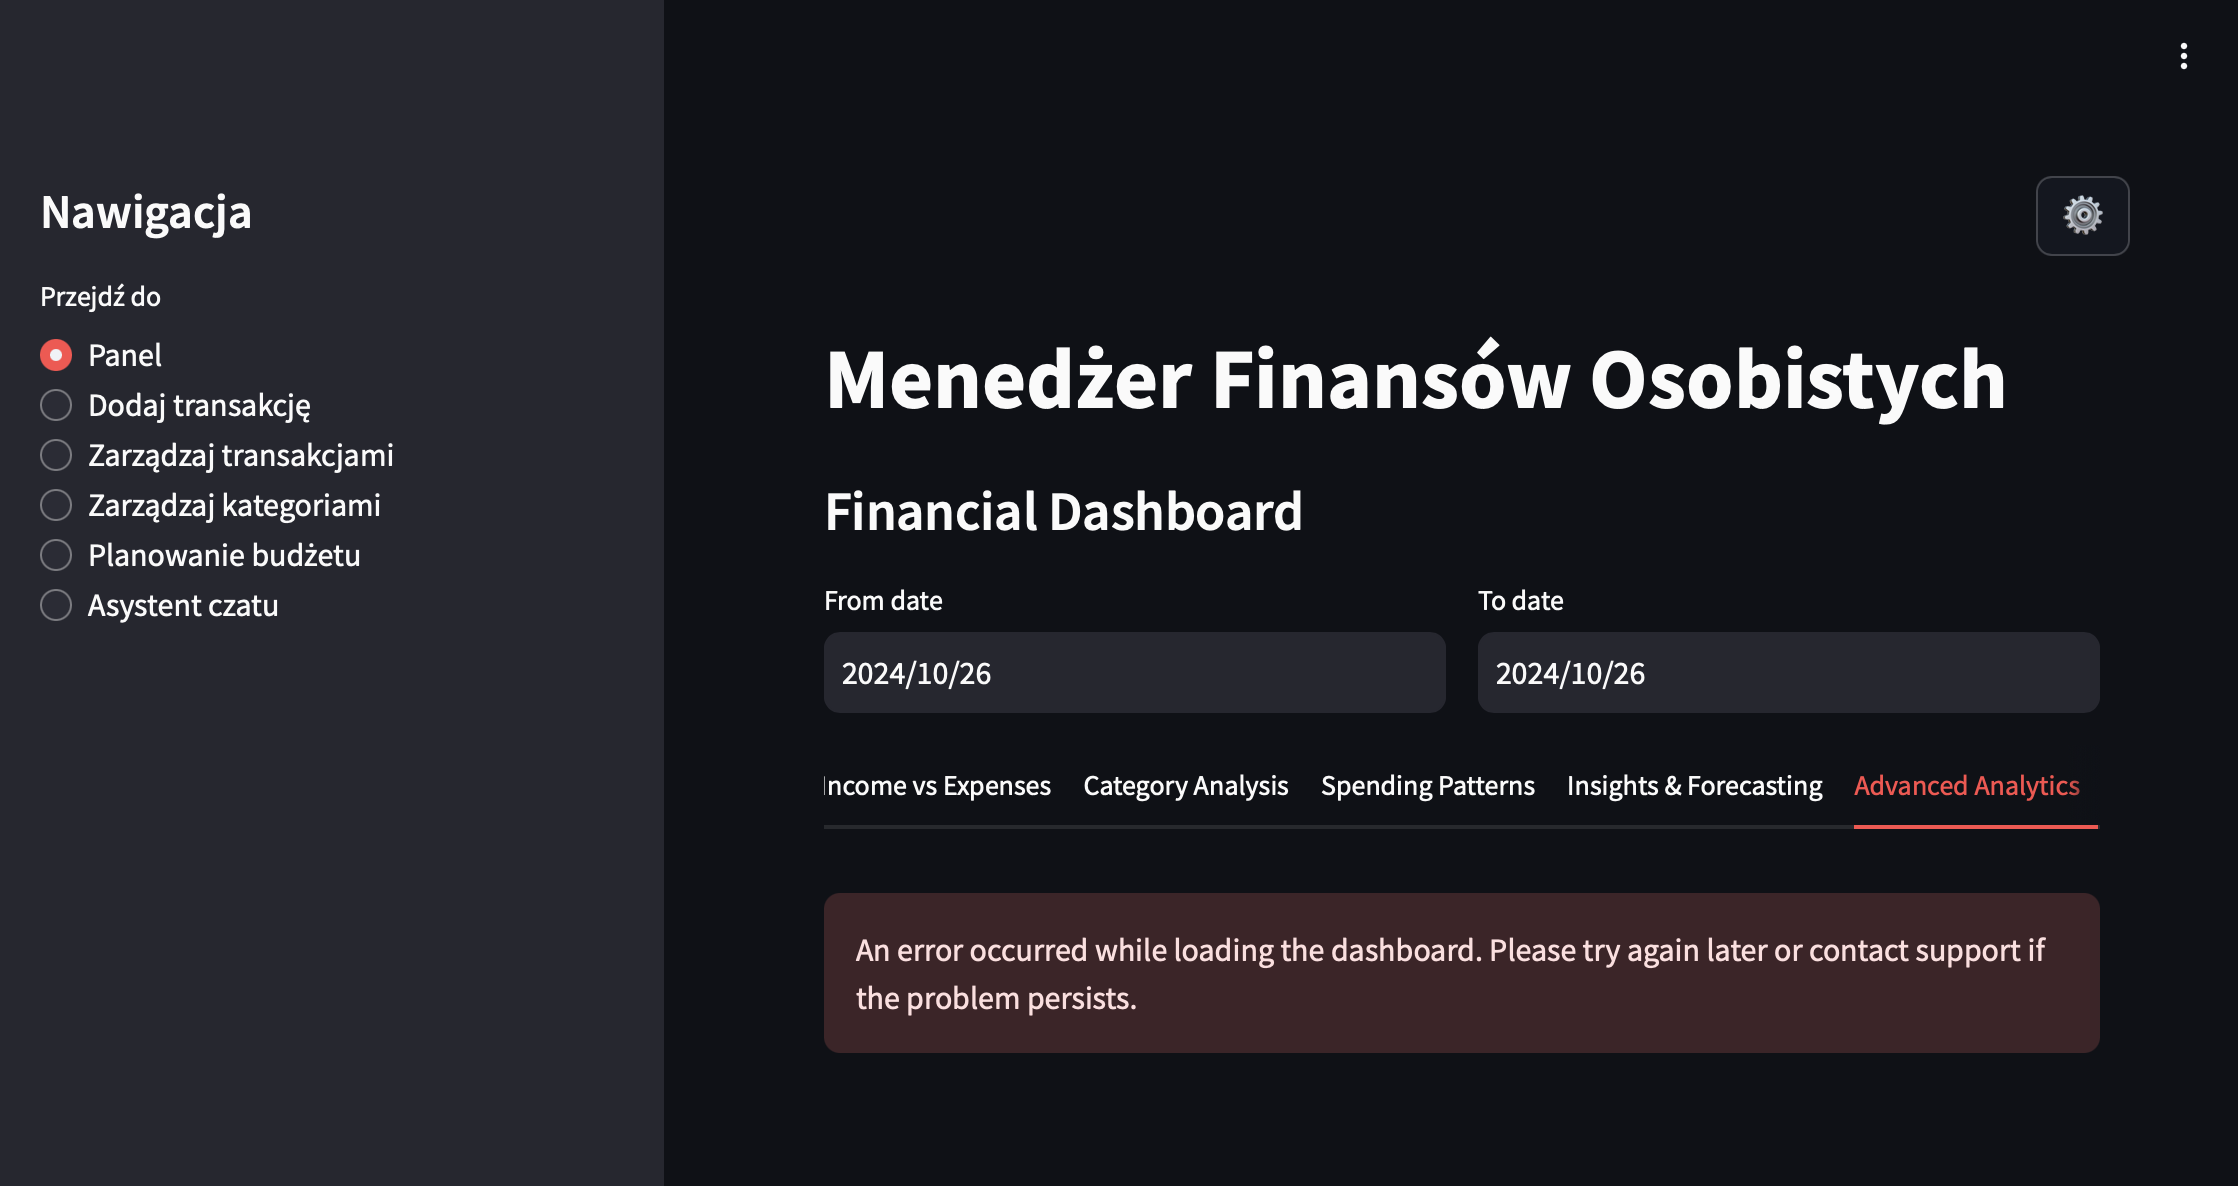 Nawigacja
Przejdź do
Panel
Dodaj transakcję
Zarządzaj transakcjami
Zarządzaj kategoriami
Planowanie budżetu
Asystent czatu
Menedżer Finansów Osobistych
Financial Dashboard
From date
To date
2024/10/26
2024/10/26
Income vs Expenses Category Analysis Spending Patterns Insights & Forecasting Advanced Analytics
An error occurred while loading the dashboard. Please try again later or contact support if
the problem persists.